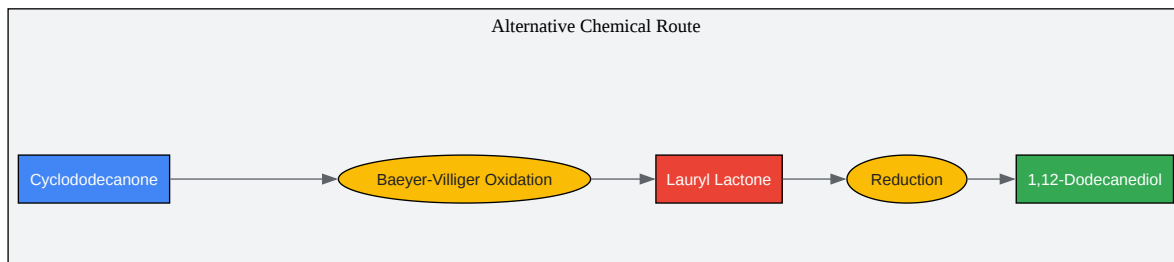 Alternative Chemical Route
Cyclododecanone
Baeyer-Villiger Oxidation
Lauryl Lactone
Reduction
1,12-Dodecanediol